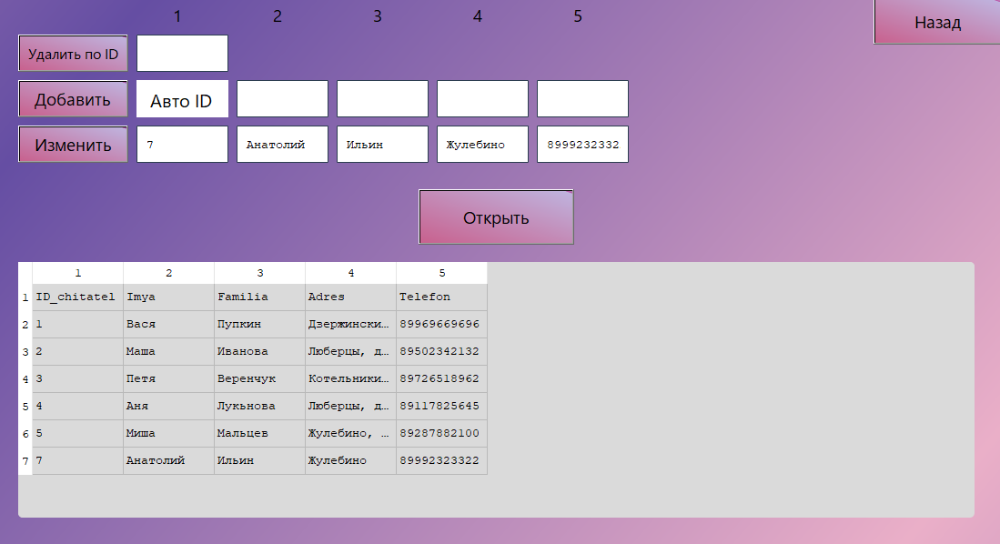 1 2 3 4 5
Назад
Удалить по ID
Добавить Авто ID
Изменить 7 Анатолий Ильин Жулебино 8999232332
Открыть
1 2 3 4 5
1 ID_chitatel Imya Familia Adres Telefon
2 1 Вася Пупкин Дзержински... 89969669696
3 2 Маша Иванова Люберцы, д... 89502342132
4 3 Петя Веренчук Котельники... 89726518962
5 4 Аня Лукьнова Люберцы, д... 89117825645
6 5 Миша Мальцев Жулебино, ... 89287882100
7 7 Анатолий Ильин Жулебино 89992323322